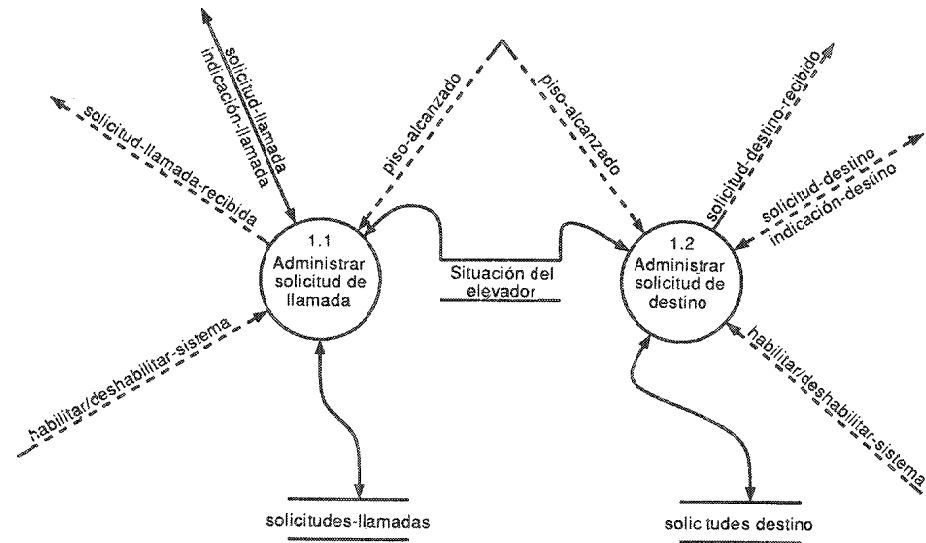 solicitud-llamada
indicación-llamada
solicitud-llamada-recibida
piso-alcanzado
piso-alcanzado
solicitud-destino-recibido
solicitud-destino
indicación-destino
1.1
Administrar
solicitud de
llamada
Situación del
elevador
1.2
Administrar
solicitud de
destino
habilitar/deshabilitar-sistema
habilitar/deshabilitar-sistema
solicitudes-llamadas
solic tudes destino